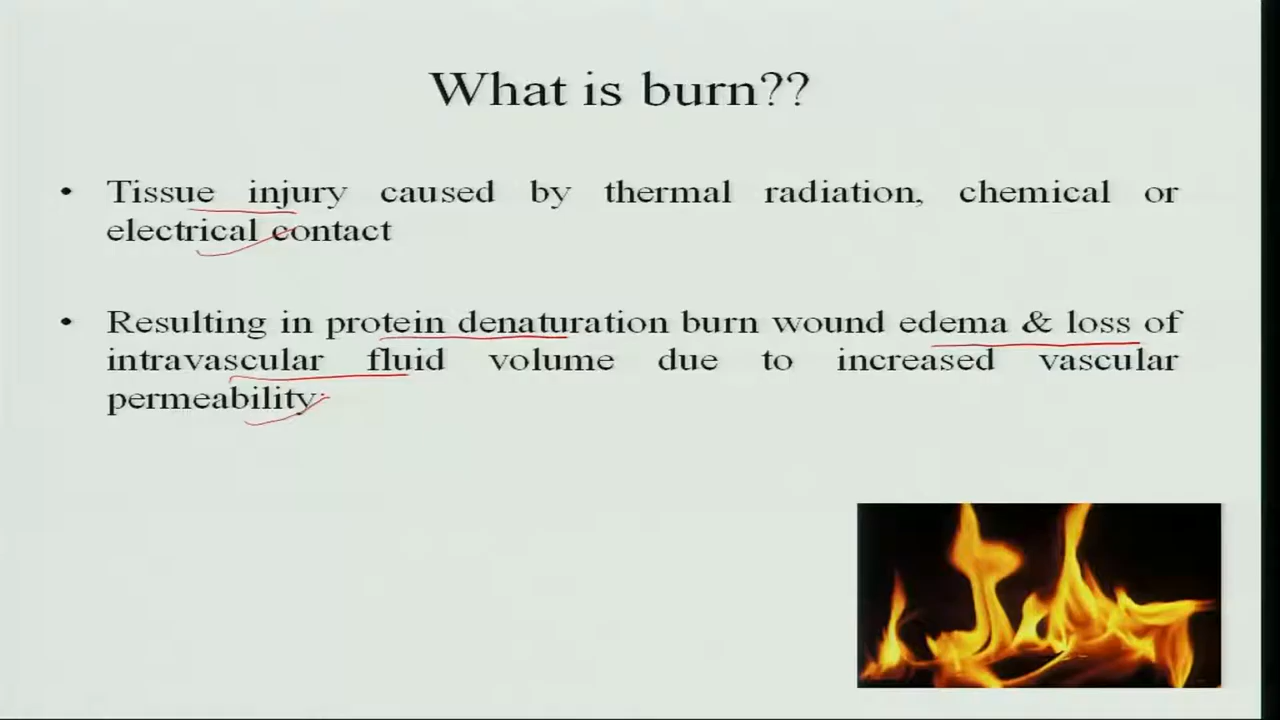 What is burn??
• Tissue injury caused by thermal radiation, chemical or
electrical contact
• Resulting in protein denaturation burn wound edema & loss of
intravascular fluid volume due to increased vascular
permeability.